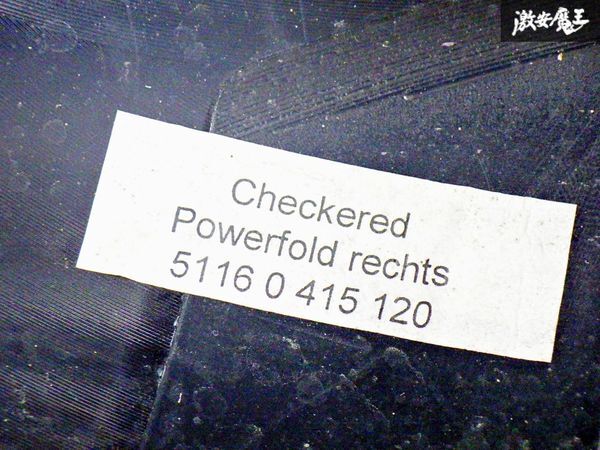 激安魔王
Checkered
Powerfold rechts
5116 0 415 120